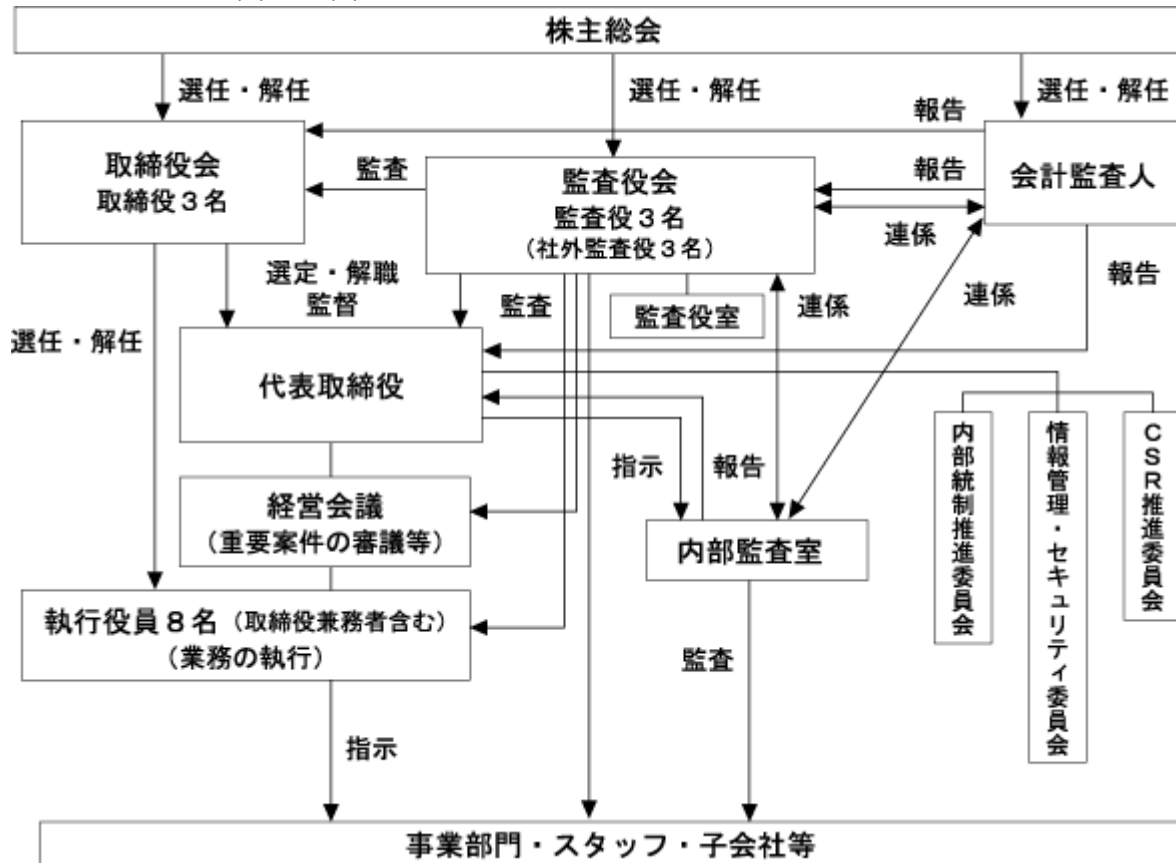 株主総会
選任・解任
選任・解任
選任・解任
報告
取締役会
取締役３名
監査
監査役会
監査役３名
（社外監査役３名）
報告
会計監査人
連係
選定・解職
監督
監査
監査役室
連係
連係
報告
選任・解任
代表取締役
指示
報告
経営会議
（重要案件の審議等）
内部監査室
内部統制推進委員会
情報管理・セキュリティ委員会
ＣＳＲ推進委員会
執行役員８名（取締役兼務者含む）
（業務の執行）
監査
指示
事業部門・スタッフ・子会社等